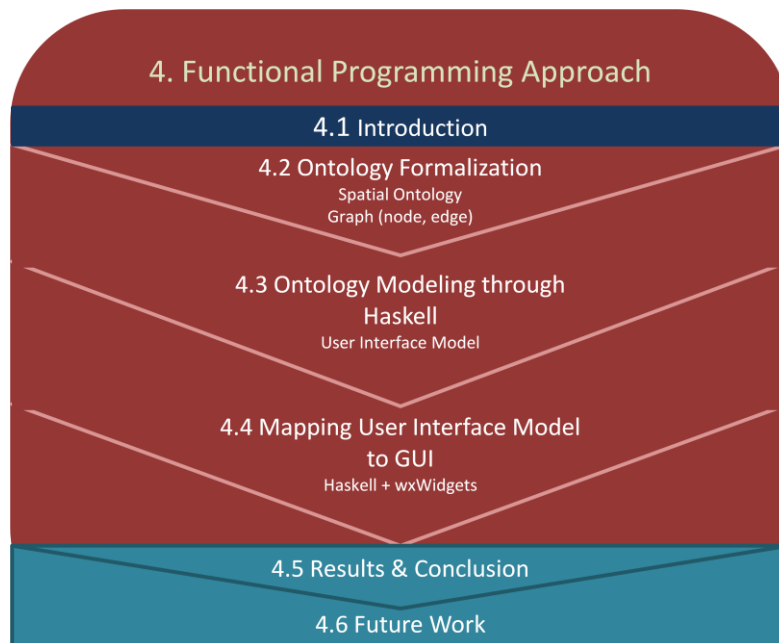 4. Functional Programming Approach
4.1 Introduction
4.2 Ontology Formalization
Spatial Ontology
Graph (node, edge)
4.3 Ontology Modeling through
Haskell
User Interface Model
4.4 Mapping User Interface Model
to GUI
Haskell + wxWidgets
4.5 Results & Conclusion
4.6 Future Work